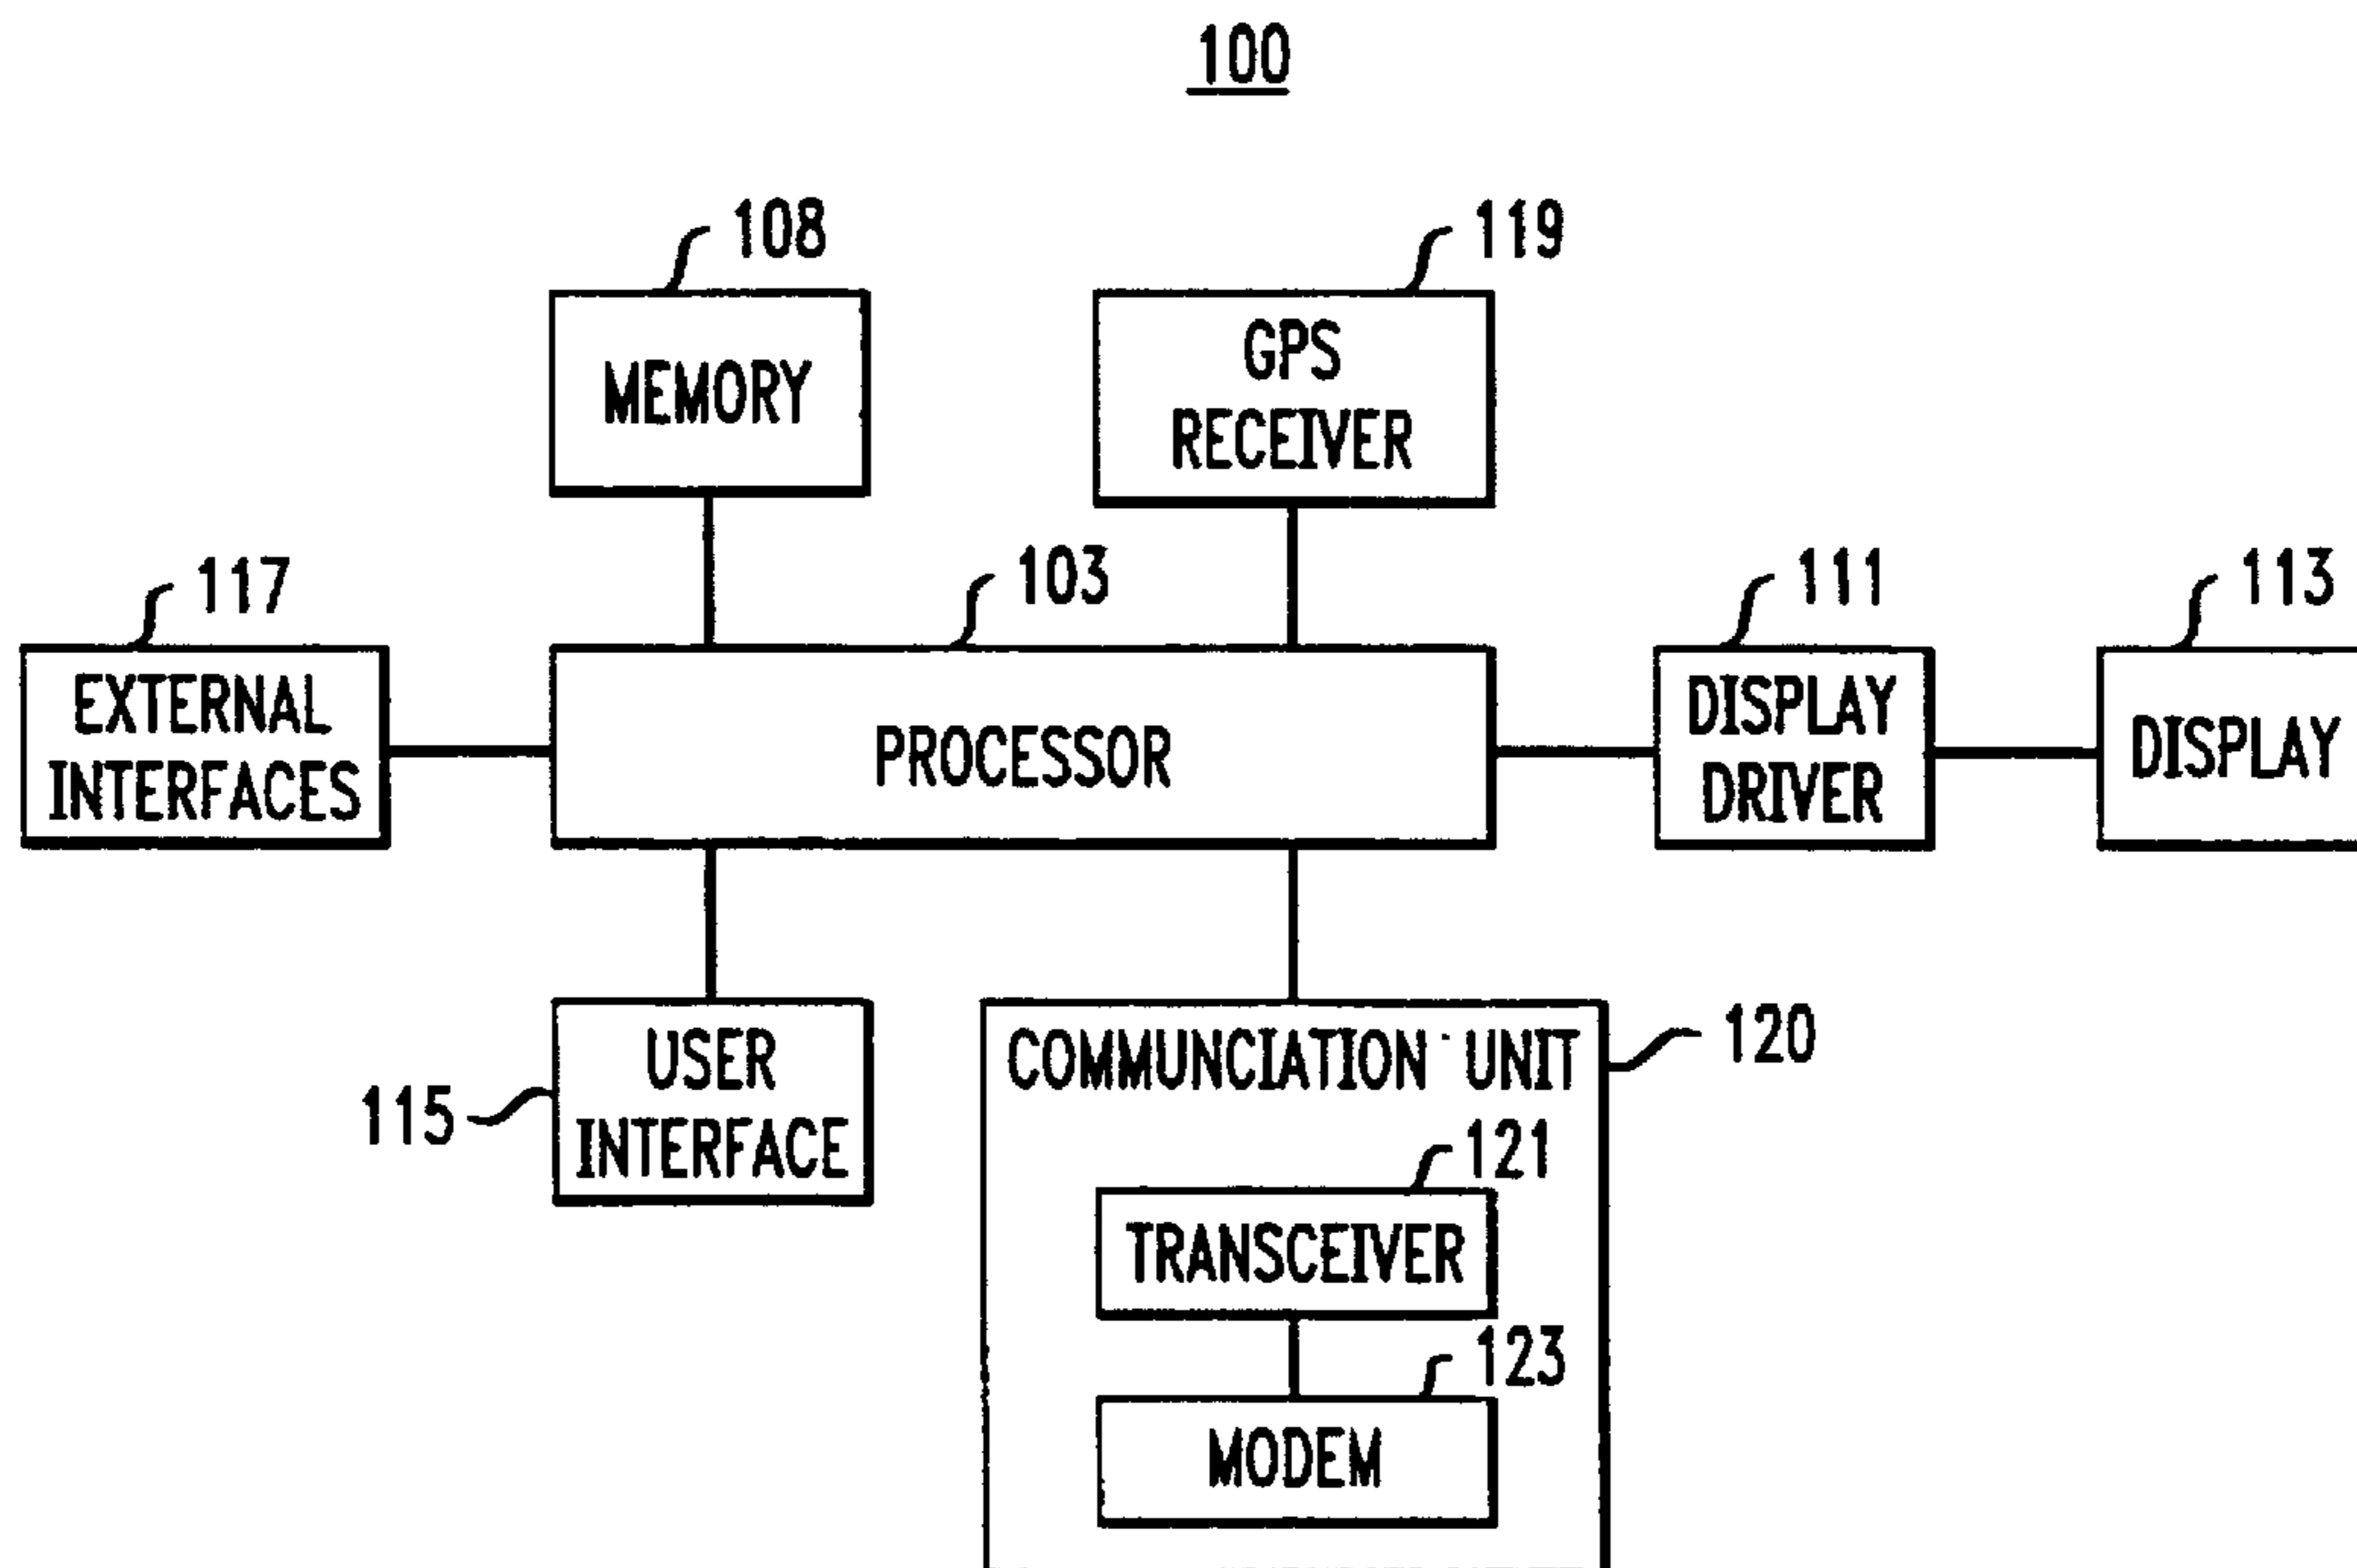 100
108
119
MEMORY
GPS
RECEIVER
117
103
111
113
EXTERNAL
INTERFACES
PROCESSOR
DISPLAY
DRIVER
DISPLAY
115
USER
INTERFACE
COMMUNCIATION UNIT
120
121
TRANSCEIVER
123
MODEM